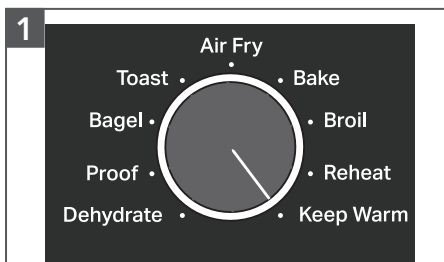 1
Air Fry
Toast Bake
Bagel Broil
Proof Reheat
Dehydrate Keep Warm